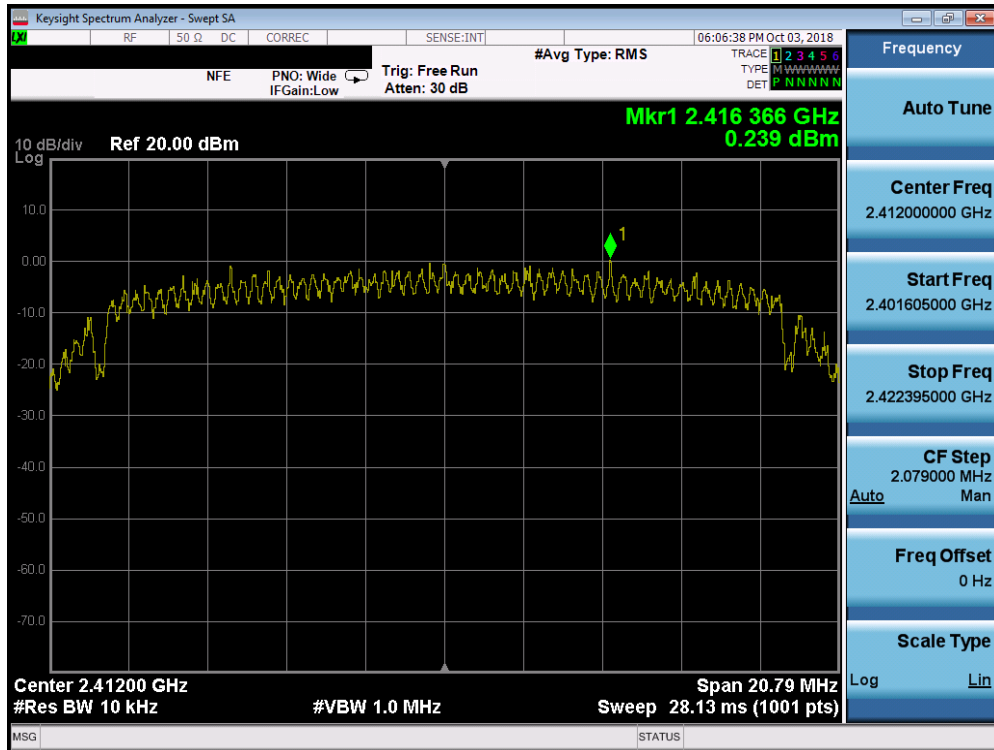 Keysight Spectrum Analyzer - Swept SA
LXI
RF 50 Ω DC CORREC SENSE:INT 06:06:38 PM Oct 03, 2018
NFE PNO: Wide Trig: Free Run #Avg Type: RMS TRACE 1 2 3 4 5 6
IFGain:Low Atten: 30 dB TYPE M WWWWW
DET P N N N N N
Mkr1 2.416 366 GHz
0.239 dBm
10 dB/div Ref 20.00 dBm
Log
10.0
0.00
-10.0
-20.0
-30.0
-40.0
-50.0
-60.0
-70.0
1
Center 2.41200 GHz Span 20.79 MHz
#Res BW 10 kHz #VBW 1.0 MHz Sweep 28.13 ms (1001 pts)
MSG STATUS
Frequency
Auto Tune
Center Freq
2.412000000 GHz
Start Freq
2.401605000 GHz
Stop Freq
2.422395000 GHz
CF Step
2.079000 MHz
Auto Man
Freq Offset
0 Hz
Scale Type
Log Lin